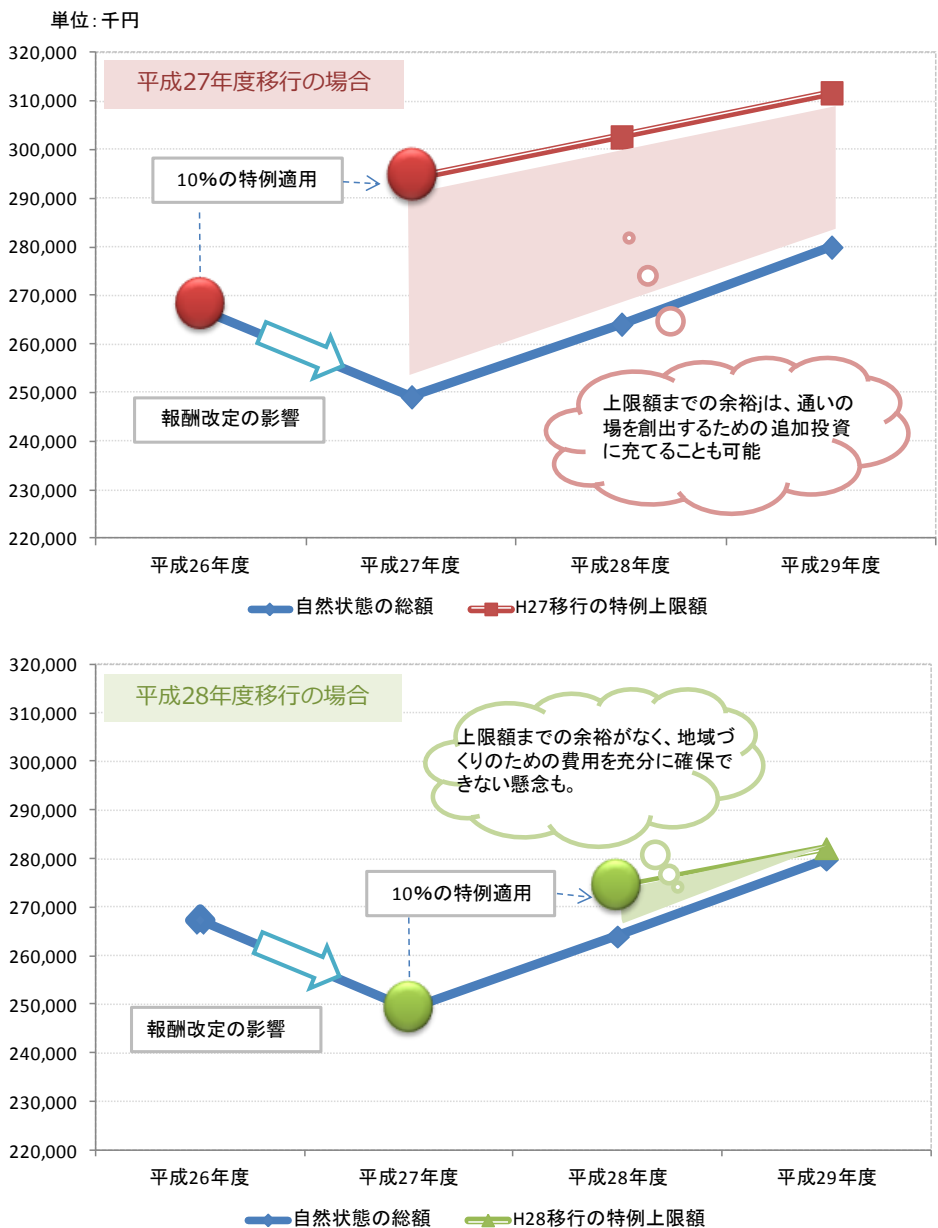 単位：千円
320,000
310,000
300,000
290,000
280,000
270,000
260,000
250,000
240,000
230,000
220,000
平成27年度移行の場合
10%の特例適用
報酬改定の影響
上限額までの余裕jは、通いの
場を創出するための追加投資
に充てることも可能
平成26年度
平成27年度
平成28年度
平成29年度
自然状態の総額
H27移行の特例上限額
320,000
310,000
300,000
290,000
280,000
270,000
260,000
250,000
240,000
230,000
220,000
平成28年度移行の場合
上限額までの余裕がなく、地域づ
くりのための費用を充分に確保で
きない懸念も。
10%の特例適用
報酬改定の影響
平成26年度
平成27年度
平成28年度
平成29年度
自然状態の総額
H28移行の特例上限額